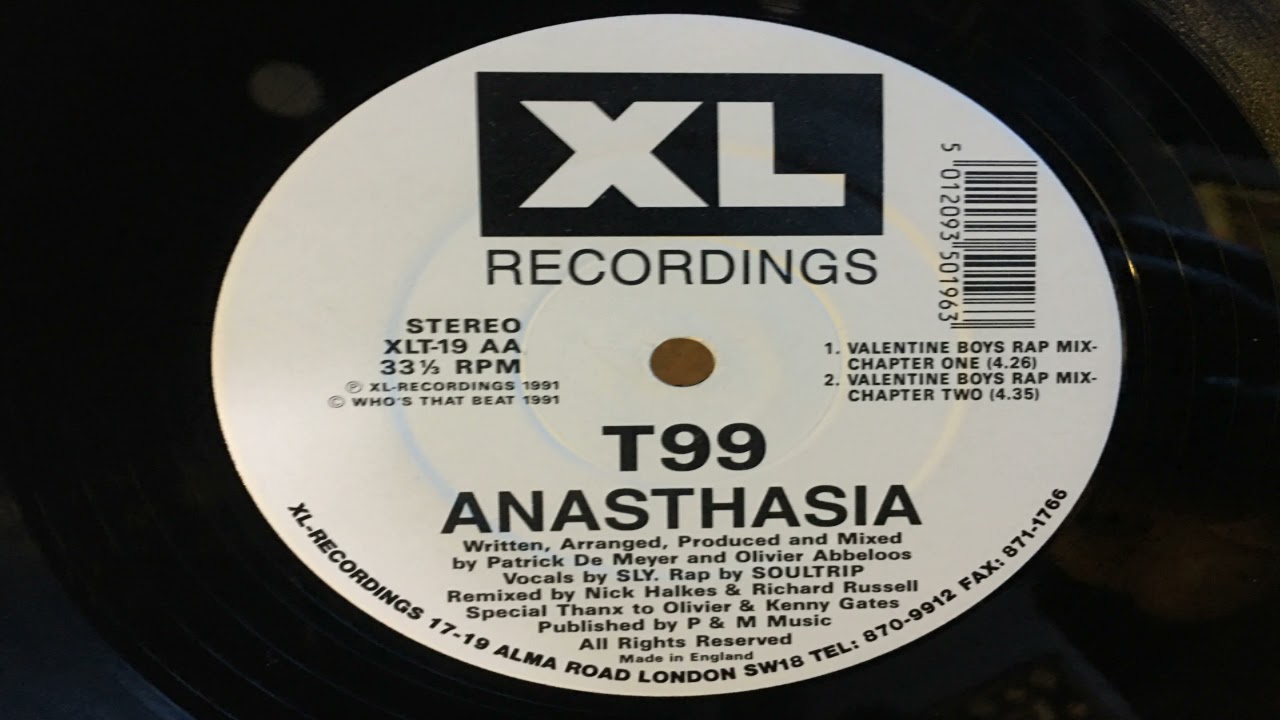 XL
RECORDINGS
5 012093 501963
STEREO
XLT-19 AA
33⅓ RPM
Ⓟ XL-RECORDINGS 1991
© WHO'S THAT BEAT 1991
1. VALENTINE BOYS RAP MIX-
CHAPTER ONE (4.26)
2. VALENTINE BOYS RAP MIX-
CHAPTER TWO (4.35)
T99
ANASTHASIA
Written, Arranged, Produced and Mixed
by Patrick De Meyer and Olivier Abbeloos
Vocals by SLY. Rap by SOULTRIP
Remixed by Nick Halkes & Richard Russell
Special Thanx to Olivier & Kenny Gates
Published by P & M Music
All Rights Reserved
Made in England
XL-RECORDINGS 17-19 ALMA ROAD LONDON SW18 TEL: 870-9912 FAX: 871-1766